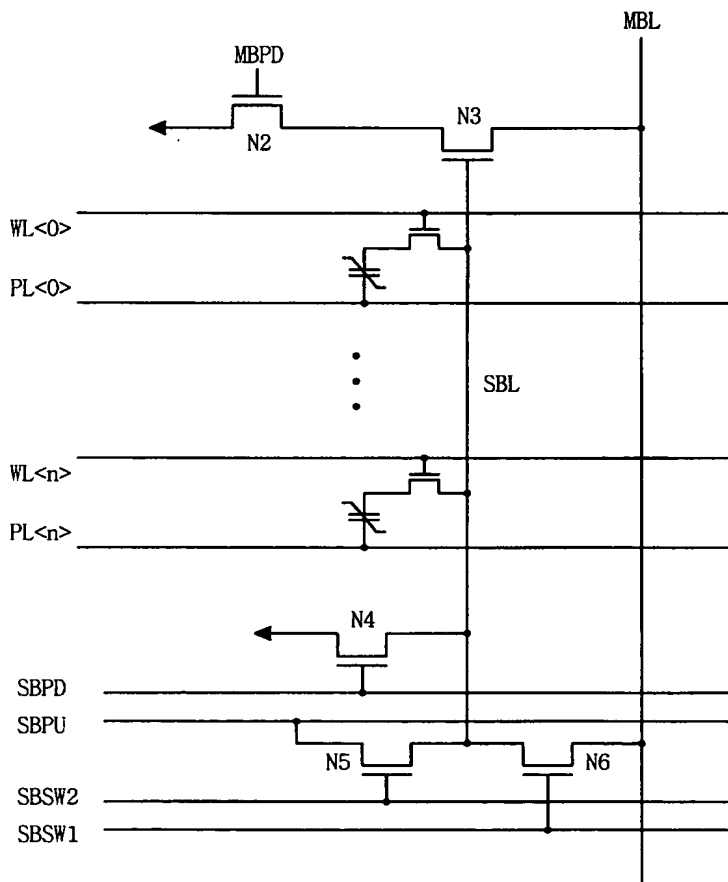 MBL
MBPD
N2
N3
WL<0>
PL<0>
SBL
WL<n>
PL<n>
N4
SBPD
SBPU
N5
N6
SBSW2
SBSW1